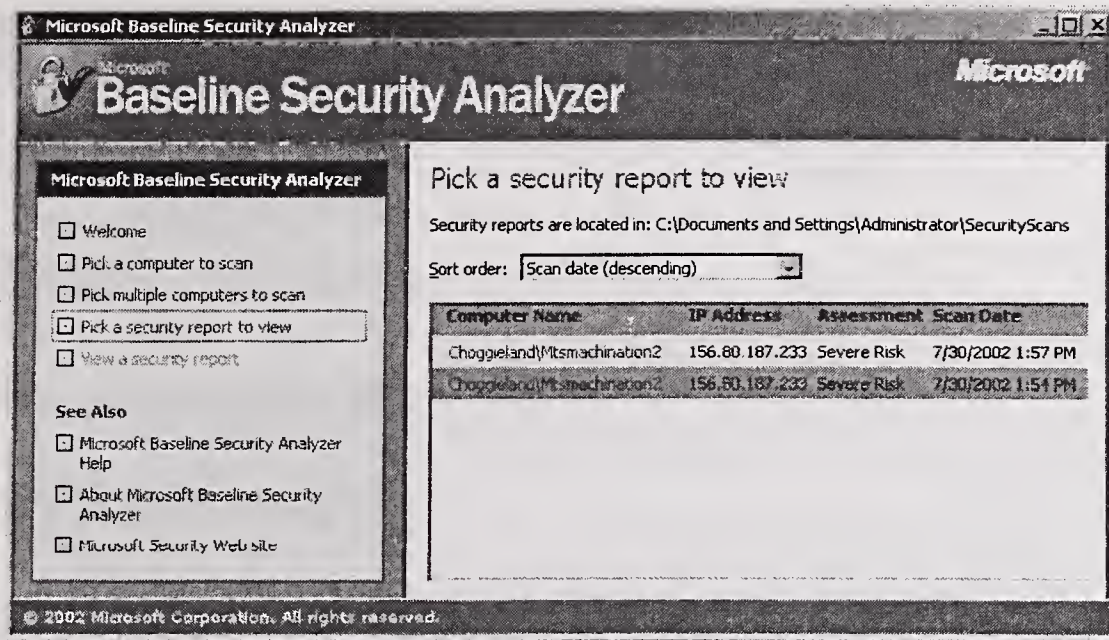 Microsoft Baseline Security Analyzer
Microsoft
Baseline Security Analyzer
Microsoft
Microsoft Baseline Security Analyzer
Welcome
Pick a computer to scan
Pick multiple computers to scan
Pick a security report to view
View a security report
See Also
Microsoft Baseline Security Analyzer
Help
About Microsoft Baseline Security
Analyzer
Microsoft Security Web site
Pick a security report to view
Security reports are located in: C:\Documents and Settings\Administrator\SecurityScans
Sort order: Scan date (descending)
Computer Name IP Address Assessment Scan Date
Choggieland\Mtsmachination2 156.80.187.233 Severe Risk 7/30/2002 1:57 PM
Choggieland\Mtsmachination2 156.80.187.233 Severe Risk 7/30/2002 1:54 PM
© 2002 Microsoft Corporation. All rights reserved.